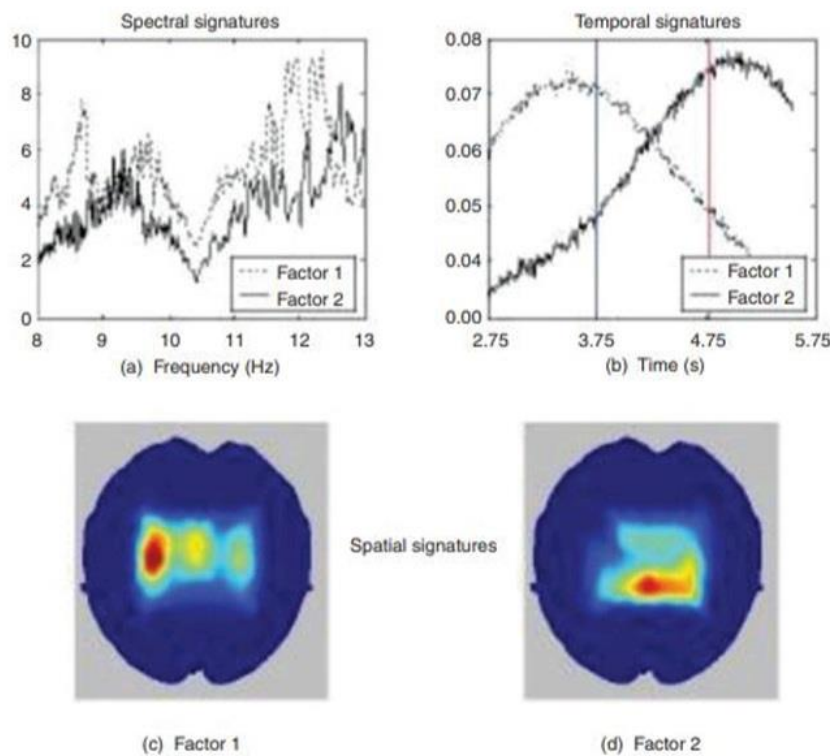 Spectral signatures
10
8
6
4
2
0
8 9 10 11 12 13
Factor 1
Factor 2
(a) Frequency (Hz)
Temporal signatures
0.08
0.07
0.06
0.05
0.04
0.00
2.75 3.75 4.75 5.75
Factor 1
Factor 2
(b) Time (s)
Spatial signatures
(c) Factor 1
(d) Factor 2